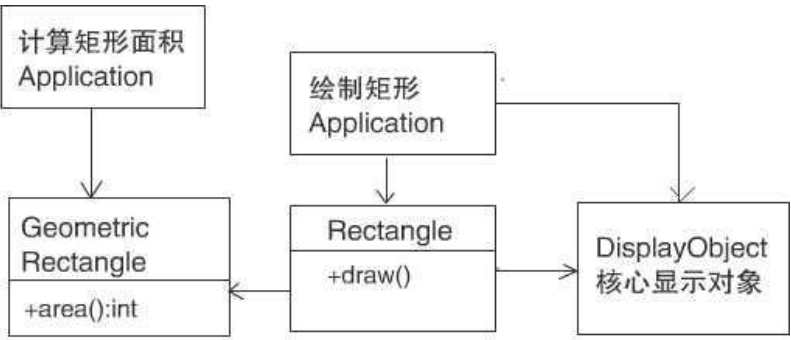 计算矩形面积
Application
绘制矩形
Application
Geometric
Rectangle
+area():int
Rectangle
+draw()
DisplayObject
核心显示对象